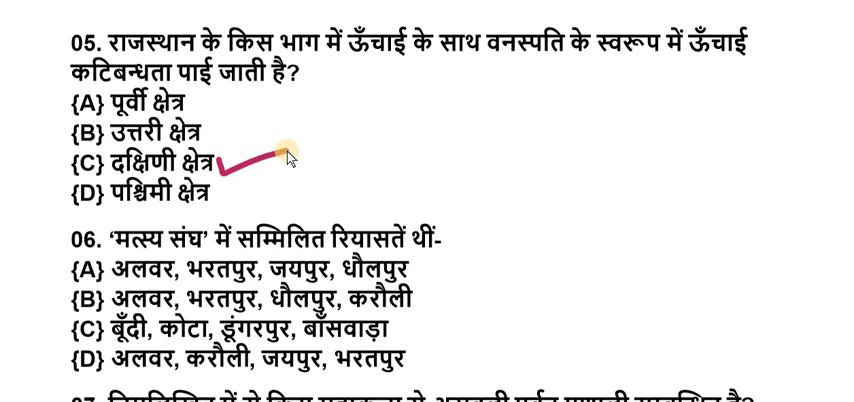 05. राजस्थान के किस भाग में ऊँचाई के साथ वनस्पति के स्वरूप में ऊँचाई
कटिबन्धता पाई जाती है?
{A} पूर्वी क्षेत्र
{B} उत्तरी क्षेत्र
{C} दक्षिणी क्षेत्र
{D} पश्चिमी क्षेत्र
06. ‘मत्स्य संघ’ में सम्मिलित रियासतें थीं-
{A} अलवर, भरतपुर, जयपुर, धौलपुर
{B} अलवर, भरतपुर, धौलपुर, करौली
{C} बूँदी, कोटा, डूंगरपुर, बाँसवाड़ा
{D} अलवर, करौली, जयपुर, भरतपुर